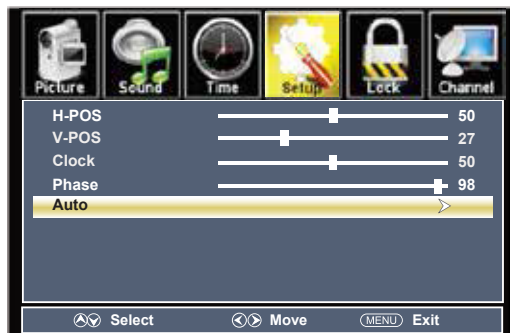 Picture Sound Time Setup Lock Channel
H-POS 50
V-POS 27
Clock 50
Phase 98
Auto
Select Move MENU Exit